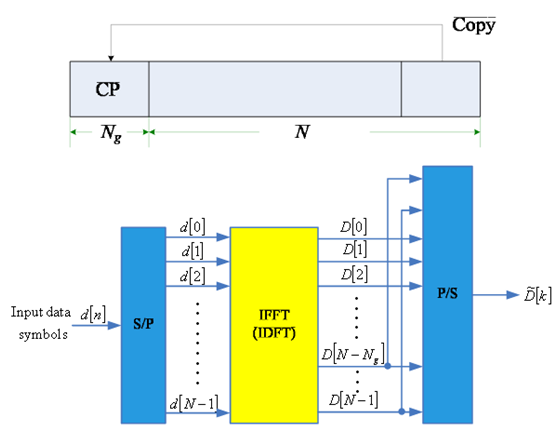 Copy
CP
N_g
N
d[0]
d[1]
d[2]
D[0]
D[1]
D[2]
Input data
symbols
d[n]
S/P
IFFT
(IDFT)
P/S
D̃[k]
D[N−N_g]
d[N−1]
D[N−1]